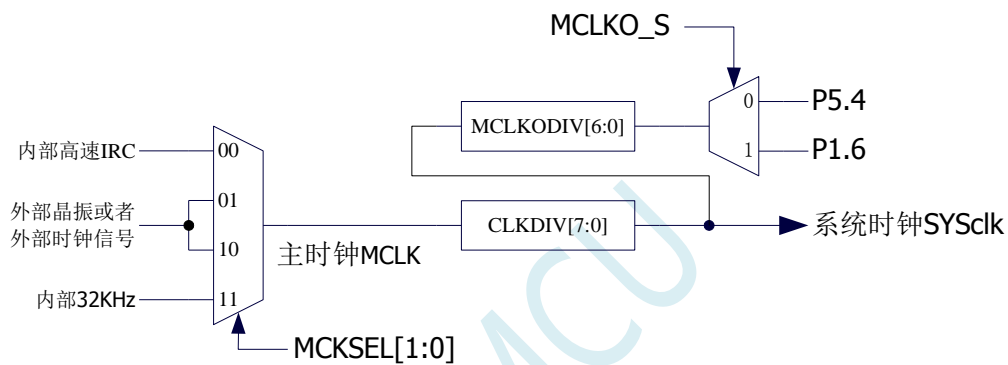 MCLKO_S
0
P5.4
MCLKODIV[6:0]
1
P1.6
内部高速IRC
00
外部晶振或者
外部时钟信号
01
10
主时钟MCLK
CLKDIV[7:0]
系统时钟SYSclk
内部32KHz
11
MCKSEL[1:0]
MCU